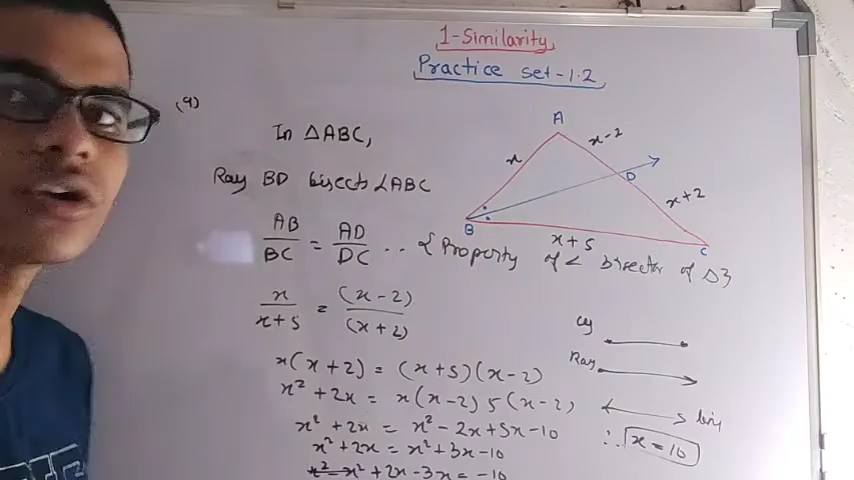 1-Similarity
Practice set-1.2
(9)
In △ABC,
Ray BD bisects ∠ABC
AB/BC = AD/DC .. {Property of ∠ bisector of △}
x/x+5 = (x-2)/(x+2)
x(x+2) = (x+5)(x-2)
x² + 2x = x(x-2) 5(x-2)
x² + 2x = x² - 2x + 5x - 10
x² + 2x = x² + 3x - 10
x² - x² + 2x - 3x = -10
A
x
x-2
D
x+2
B
x+5
C
Ray
∴ x = 10